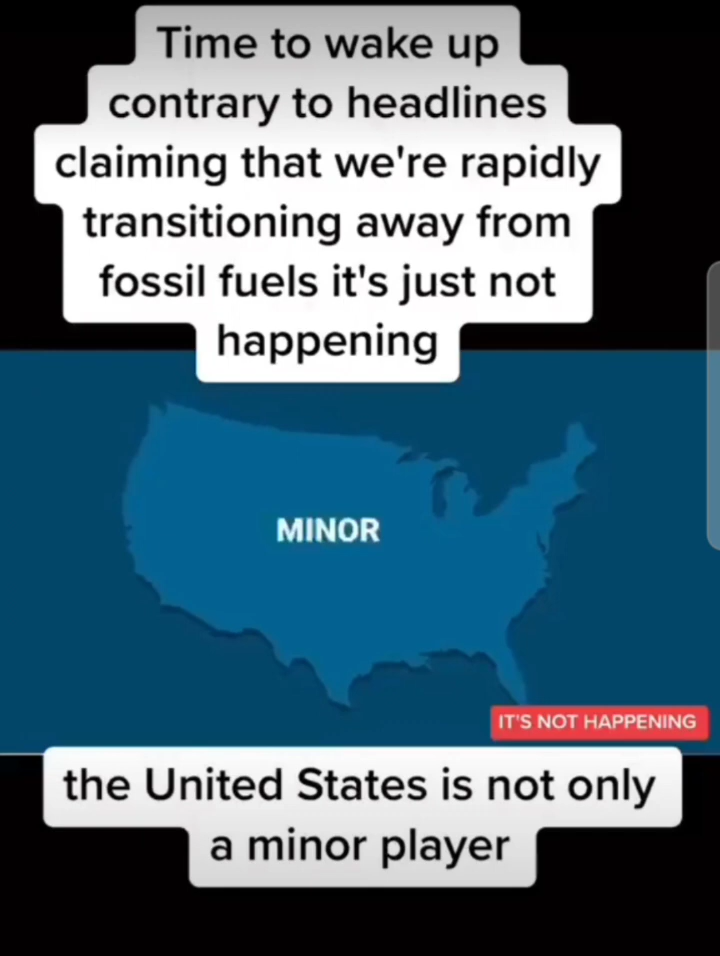 Time to wake up
contrary to headlines
claiming that we're rapidly
transitioning away from
fossil fuels it's just not
happening
MINOR
IT'S NOT HAPPENING
the United States is not only
a minor player